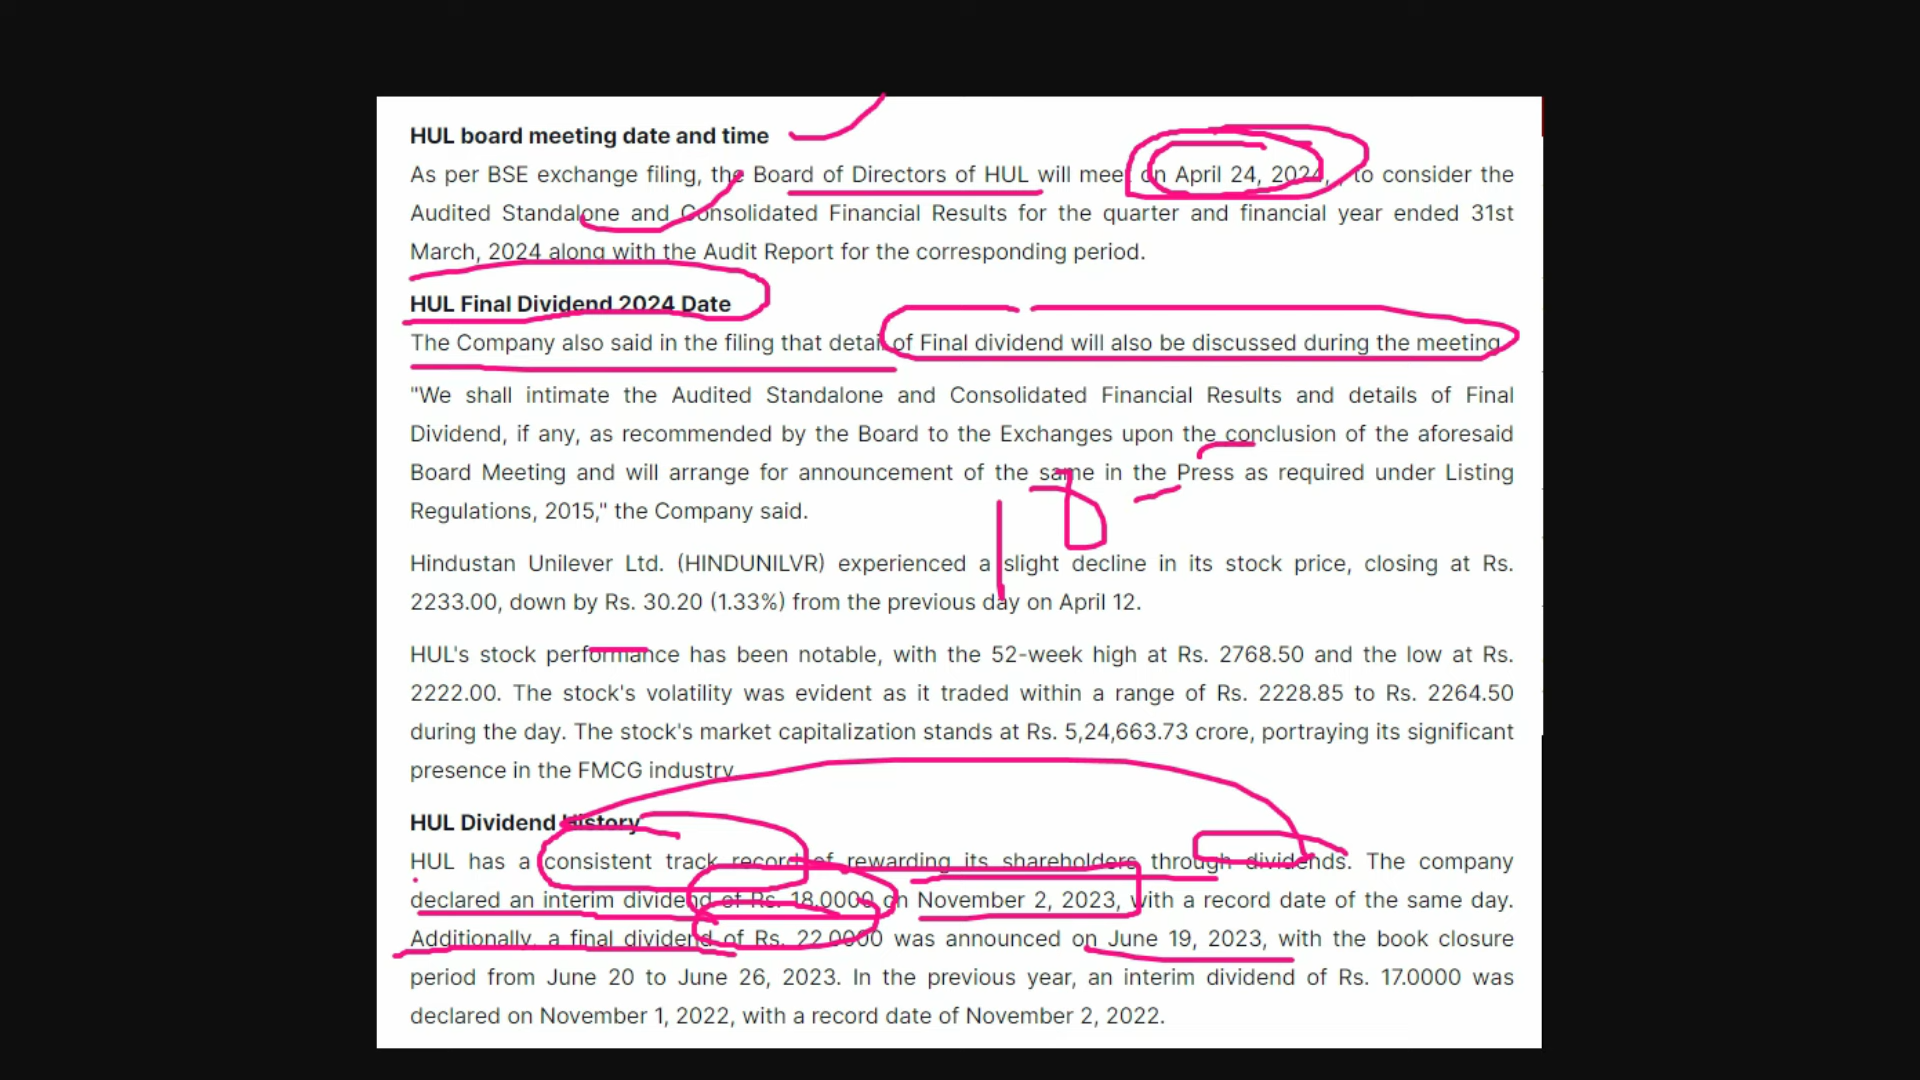 HUL board meeting date and time
As per BSE exchange filing, the Board of Directors of HUL will meet on April 24, 2024, , to consider the
Audited Standalone and Consolidated Financial Results for the quarter and financial year ended 31st
March, 2024 along with the Audit Report for the corresponding period.
HUL Final Dividend 2024 Date
The Company also said in the filing that detail of Final dividend will also be discussed during the meeting.
"We shall intimate the Audited Standalone and Consolidated Financial Results and details of Final
Dividend, if any, as recommended by the Board to the Exchanges upon the conclusion of the aforesaid
Board Meeting and will arrange for announcement of the same in the Press as required under Listing
Regulations, 2015," the Company said.
Hindustan Unilever Ltd. (HINDUNILVR) experienced a slight decline in its stock price, closing at Rs.
2233.00, down by Rs. 30.20 (1.33%) from the previous day on April 12.
HUL's stock performance has been notable, with the 52-week high at Rs. 2768.50 and the low at Rs.
2222.00. The stock's volatility was evident as it traded within a range of Rs. 2228.85 to Rs. 2264.50
during the day. The stock's market capitalization stands at Rs. 5,24,663.73 crore, portraying its significant
presence in the FMCG industry.
HUL Dividend History
HUL has a consistent track record of rewarding its shareholders through dividends. The company
declared an interim dividend of Rs. 18.0000 on November 2, 2023, with a record date of the same day.
Additionally, a final dividend of Rs. 22.0000 was announced on June 19, 2023, with the book closure
period from June 20 to June 26, 2023. In the previous year, an interim dividend of Rs. 17.0000 was
declared on November 1, 2022, with a record date of November 2, 2022.